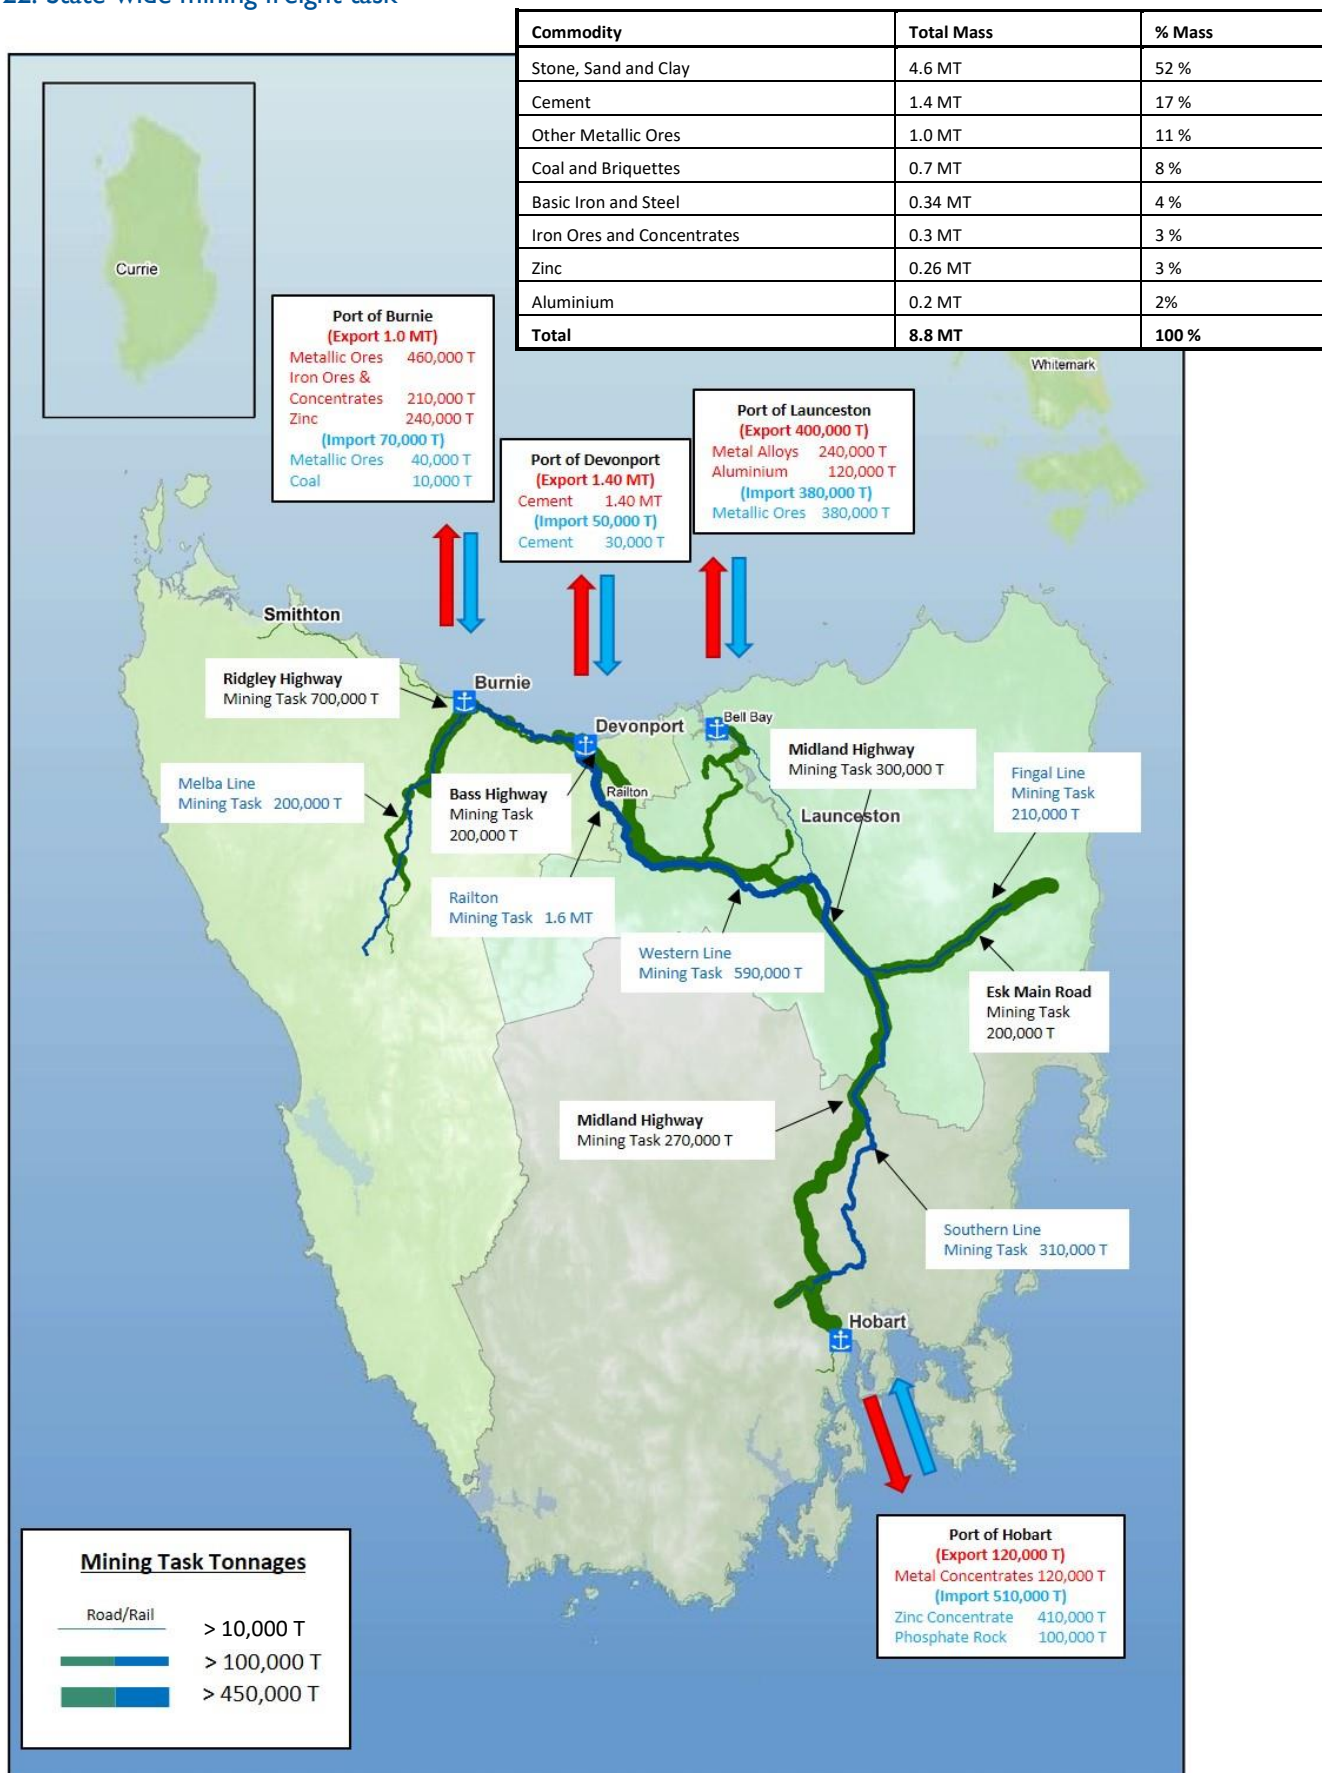 22. State-wide mining freight task
Commodity Total Mass % Mass
Stone, Sand and Clay 4.6 MT 52 %
Cement 1.4 MT 17 %
Other Metallic Ores 1.0 MT 11 %
Coal and Briquettes 0.7 MT 8 %
Basic Iron and Steel 0.34 MT 4 %
Iron Ores and Concentrates 0.3 MT 3 %
Zinc 0.26 MT 3 %
Aluminium 0.2 MT 2%
Total 8.8 MT 100 %
Currie
Whitemark
Port of Burnie
(Export 1.0 MT)
Metallic Ores 460,000 T
Iron Ores &
Concentrates 210,000 T
Zinc 240,000 T
(Import 70,000 T)
Metallic Ores 40,000 T
Coal 10,000 T
Port of Devonport
(Export 1.40 MT)
Cement 1.40 MT
(Import 50,000 T)
Cement 30,000 T
Port of Launceston
(Export 400,000 T)
Metal Alloys 240,000 T
Aluminium 120,000 T
(Import 380,000 T)
Metallic Ores 380,000 T
Smithton
Ridgley Highway
Mining Task 700,000 T
Burnie
Devonport
Bell Bay
Melba Line
Mining Task 200,000 T
Bass Highway
Mining Task
200,000 T
Railton
Midland Highway
Mining Task 300,000 T
Launceston
Fingal Line
Mining Task
210,000 T
Railton
Mining Task 1.6 MT
Western Line
Mining Task 590,000 T
Esk Main Road
Mining Task
200,000 T
Midland Highway
Mining Task 270,000 T
Southern Line
Mining Task 310,000 T
Hobart
Port of Hobart
(Export 120,000 T)
Metal Concentrates 120,000 T
(Import 510,000 T)
Zinc Concentrate 410,000 T
Phosphate Rock 100,000 T
Mining Task Tonnages
Road/Rail
> 10,000 T
> 100,000 T
> 450,000 T